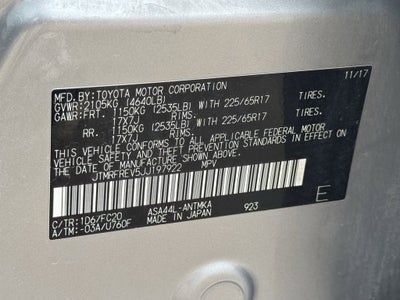 MFD.BY:TOYOTA MOTOR CORPORATION 11/17
GVWR:2105KG (4640LB)
GAWR:FRT. 1150KG (2535LB) WITH 225/65R17 TIRES.
17X7J RIMS.
RR. 1150KG (2535LB) WITH 225/65R17 TIRES.
17X7J RIMS.
THIS VEHICLE CONFORMS TO ALL APPLICABLE FEDERAL MOTOR
VEHICLE SAFETY AND THEFT PREVENTION STANDARDS IN EFFECT ON
THE DATE OF MANUFACTURE SHOWN ABOVE.
JTMRFREV5JJ197922 MPV
C/TR:1D6/FC20 ASA44L-ANTMKA 923 E
A/TM:-03A/U760F MADE IN JAPAN